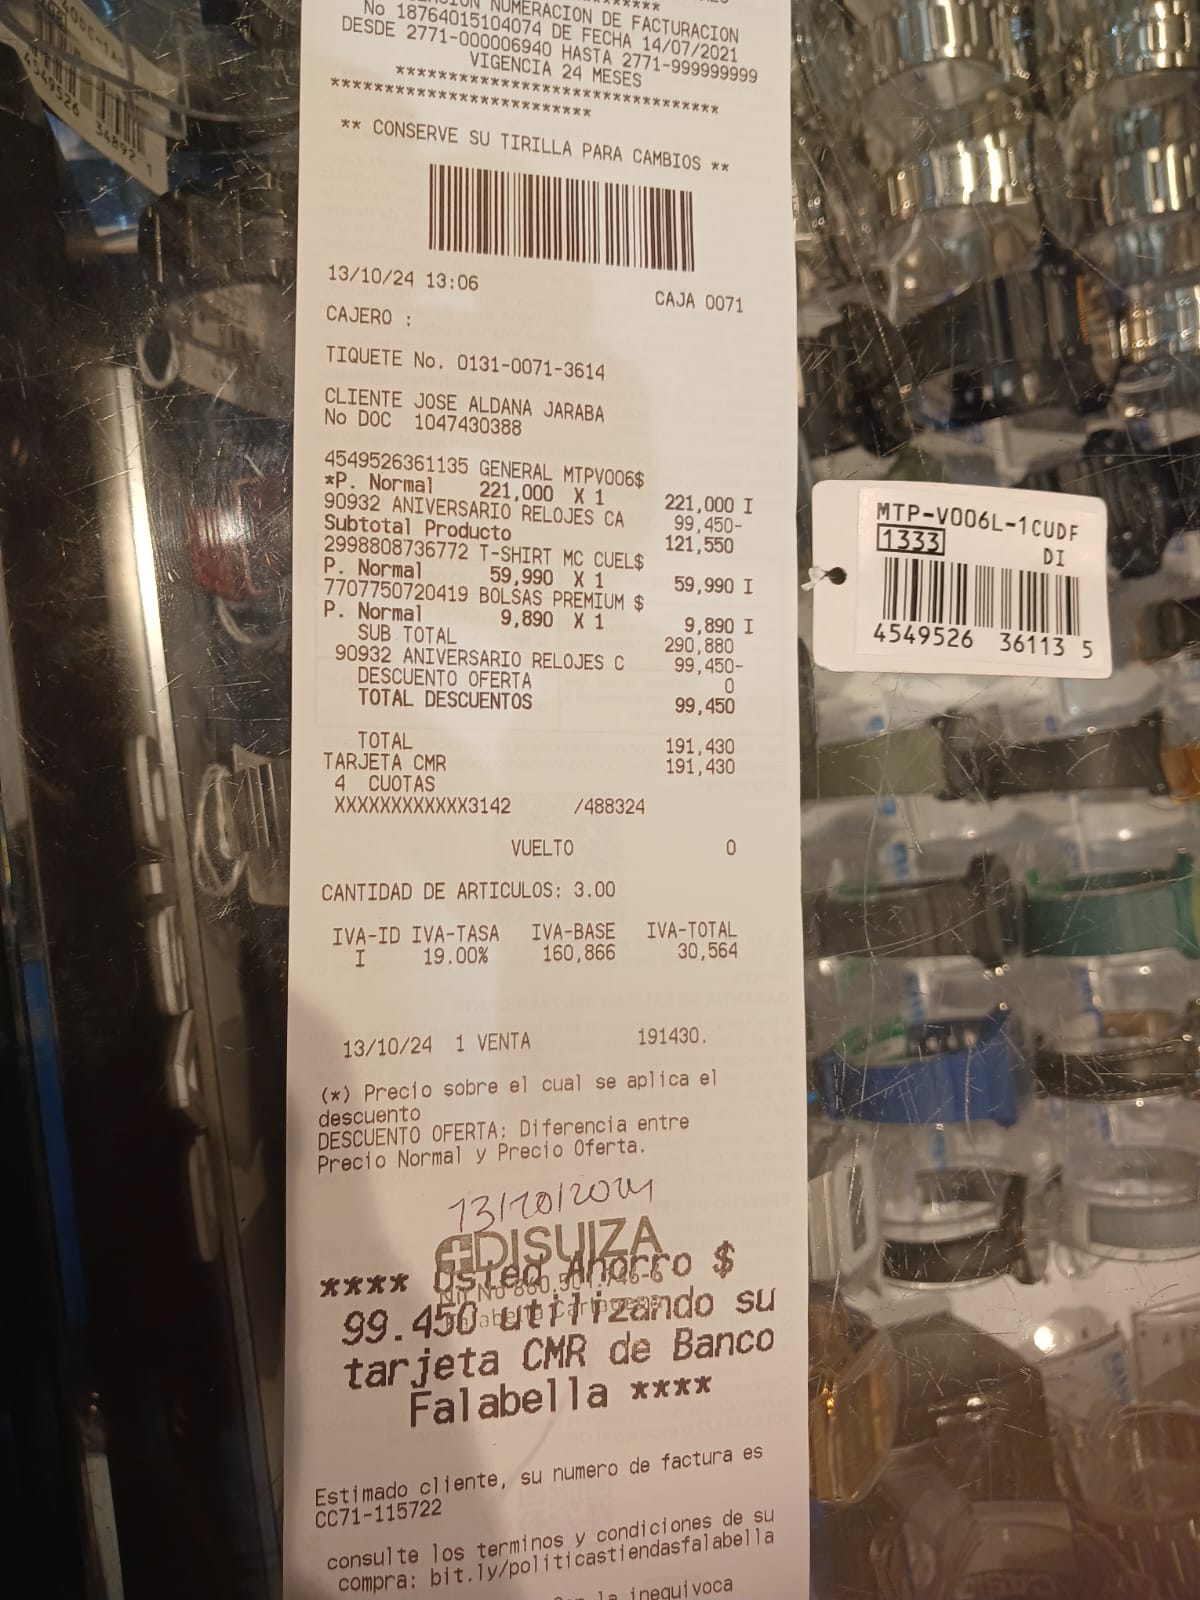 NUMERACION DE FACTURACION
No 18764015104074 DE FECHA 14/07/2021
DESDE 2771-000006940 HASTA 2771-999999999
VIGENCIA 24 MESES
***********************************
**************************
** CONSERVE SU TIRILLA PARA CAMBIOS **
13/10/24 13:06 CAJA 0071
CAJERO :
TIQUETE No. 0131-0071-3614
CLIENTE JOSE ALDANA JARABA
No DOC 1047430388
4549526361135 GENERAL MTPV006$
*P. Normal 221,000 X 1 221,000 I
90932 ANIVERSARIO RELOJES CA 99,450-
Subtotal Producto 121,550
2998808736772 T-SHIRT MC CUEL$
P. Normal 59,990 X 1 59,990 I
7707750720419 BOLSAS PREMIUM $
P. Normal 9,890 X 1 9,890 I
SUB TOTAL 290,880
90932 ANIVERSARIO RELOJES C 99,450-
DESCUENTO OFERTA 0
TOTAL DESCUENTOS 99,450
TOTAL 191,430
TARJETA CMR 191,430
4 CUOTAS
XXXXXXXXXXXX3142 /488324
VUELTO 0
CANTIDAD DE ARTICULOS: 3.00
IVA-ID IVA-TASA IVA-BASE IVA-TOTAL
I 19.00% 160,866 30,564
13/10/24 1 VENTA 191430.
(*) Precio sobre el cual se aplica el
descuento
DESCUENTO OFERTA: Diferencia entre
Precio Normal y Precio Oferta.
13/10/2024
DISUIZA
**** Usted Ahorro $
99.450 utilizando su
tarjeta CMR de Banco
Falabella ****
Estimado cliente, su numero de factura es
CC71-115722
consulte los terminos y condiciones de su
compra: bit.ly/politicastiendasfalabella
la inequivoca
MTP-V006L-1CUDF
1333 DI
4549526 36113 5
4549526 34892 1